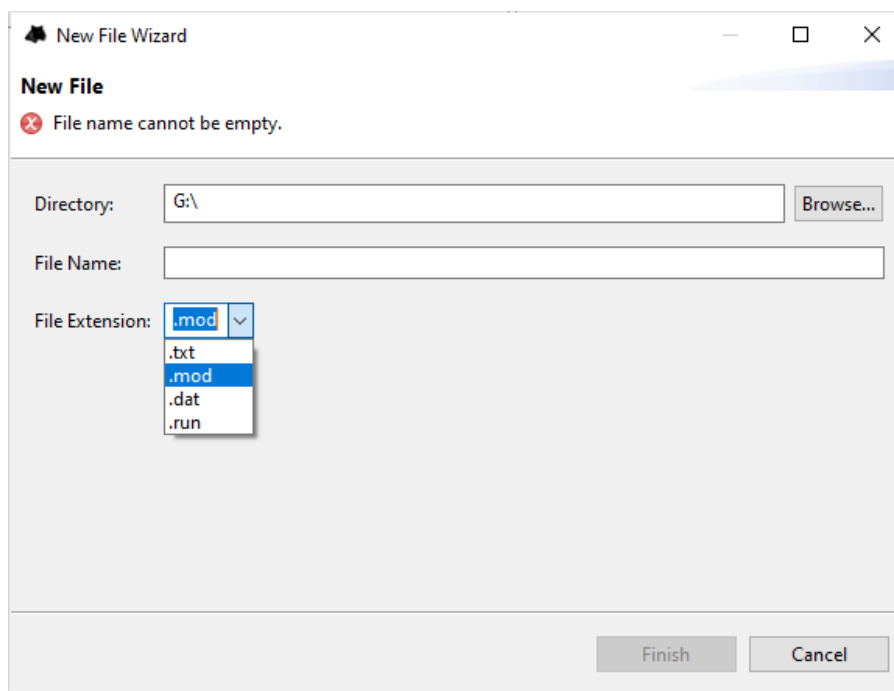 New File Wizard
New File
File name cannot be empty.
Directory: G:\ Browse...
File Name:
File Extension: .mod
.txt
.mod
.dat
.run
Finish Cancel